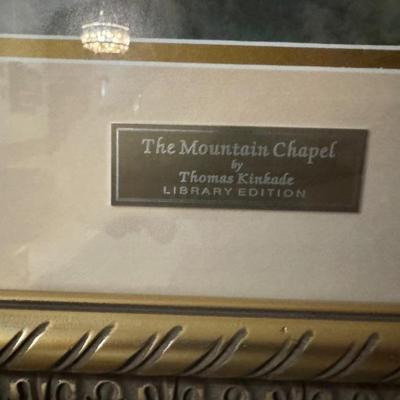 The Mountain Chapel
by
Thomas Kinkade
LIBRARY EDITION